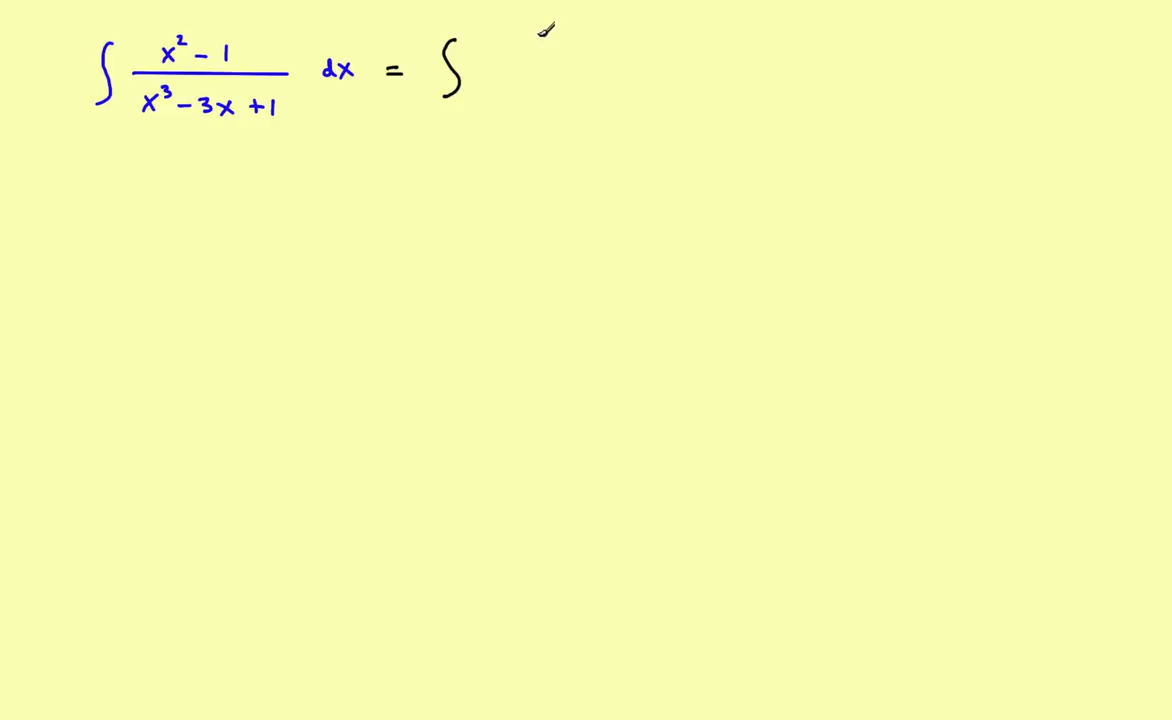 ∫ (x² - 1)/(x³ - 3x + 1) dx = ∫